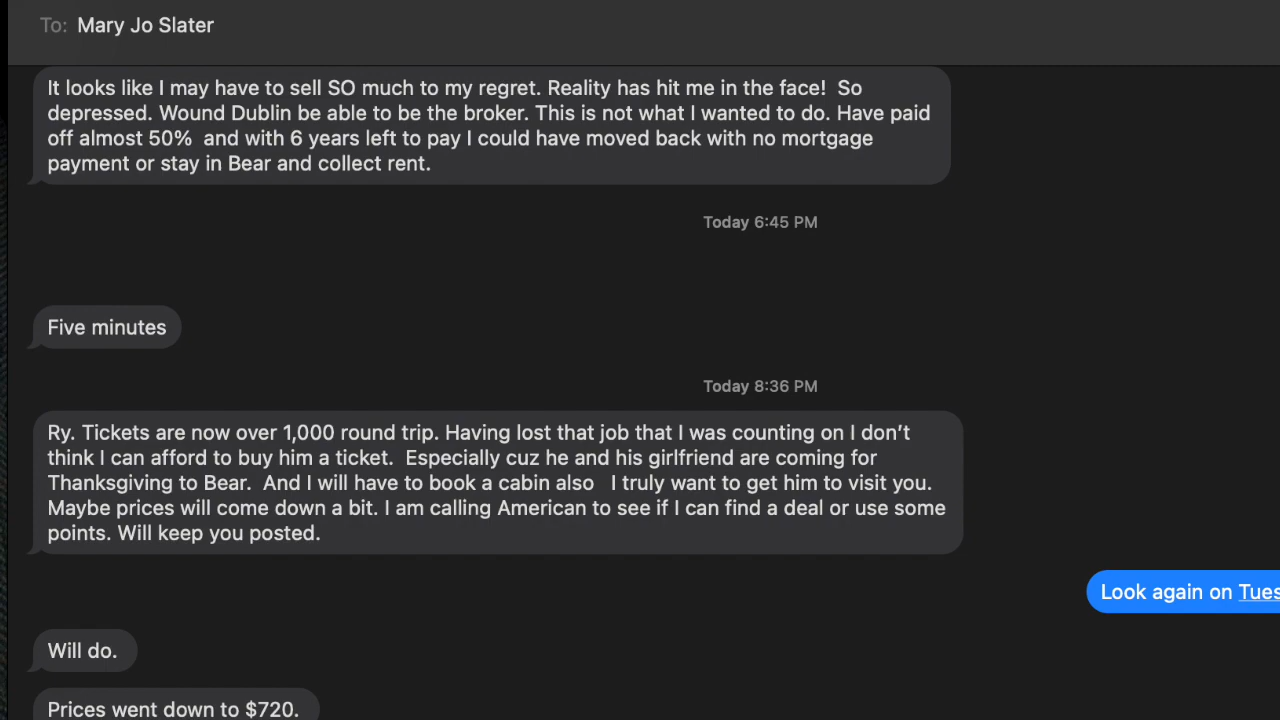 To: Mary Jo Slater
It looks like I may have to sell SO much to my regret. Reality has hit me in the face!  So
depressed. Wound Dublin be able to be the broker. This is not what I wanted to do. Have paid
off almost 50%  and with 6 years left to pay I could have moved back with no mortgage
payment or stay in Bear and collect rent.
Today 6:45 PM
Five minutes
Today 8:36 PM
Ry. Tickets are now over 1,000 round trip. Having lost that job that I was counting on I don’t
think I can afford to buy him a ticket.  Especially cuz he and his girlfriend are coming for
Thanksgiving to Bear.  And I will have to book a cabin also   I truly want to get him to visit you.
Maybe prices will come down a bit. I am calling American to see if I can find a deal or use some
points. Will keep you posted.
Look again on Tues
Will do.
Prices went down to $720.